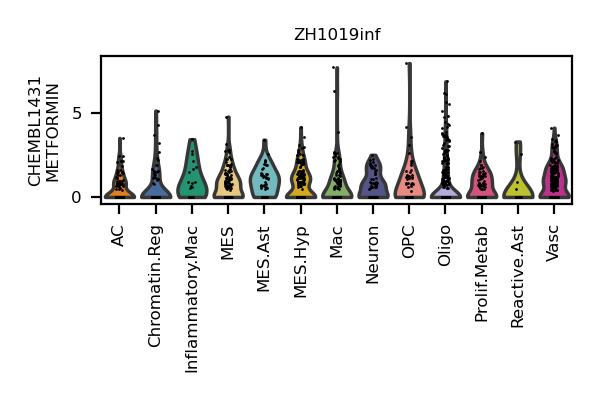 ZH1019inf
CHEMBL1431
METFORMIN
5
0
AC
Chromatin.Reg
Inflammatory.Mac
MES
MES.Ast
MES.Hyp
Mac
Neuron
OPC
Oligo
Prolif.Metab
Reactive.Ast
Vasc